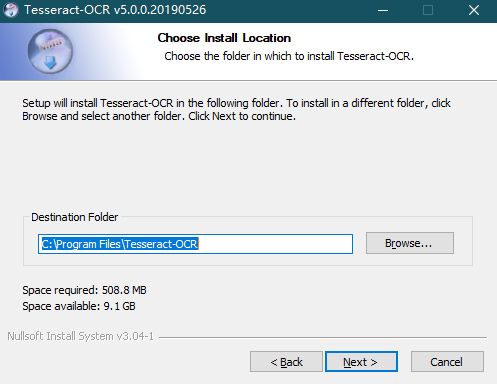 Tesseract-OCR v5.0.0.20190526
Choose Install Location
Choose the folder in which to install Tesseract-OCR.
Setup will install Tesseract-OCR in the following folder. To install in a different folder, click
Browse and select another folder. Click Next to continue.
Destination Folder
C:\Program Files\Tesseract-OCR
Browse...
Space required: 508.8 MB
Space available: 9.1 GB
Nullsoft Install System v3.04-1
< Back
Next >
Cancel